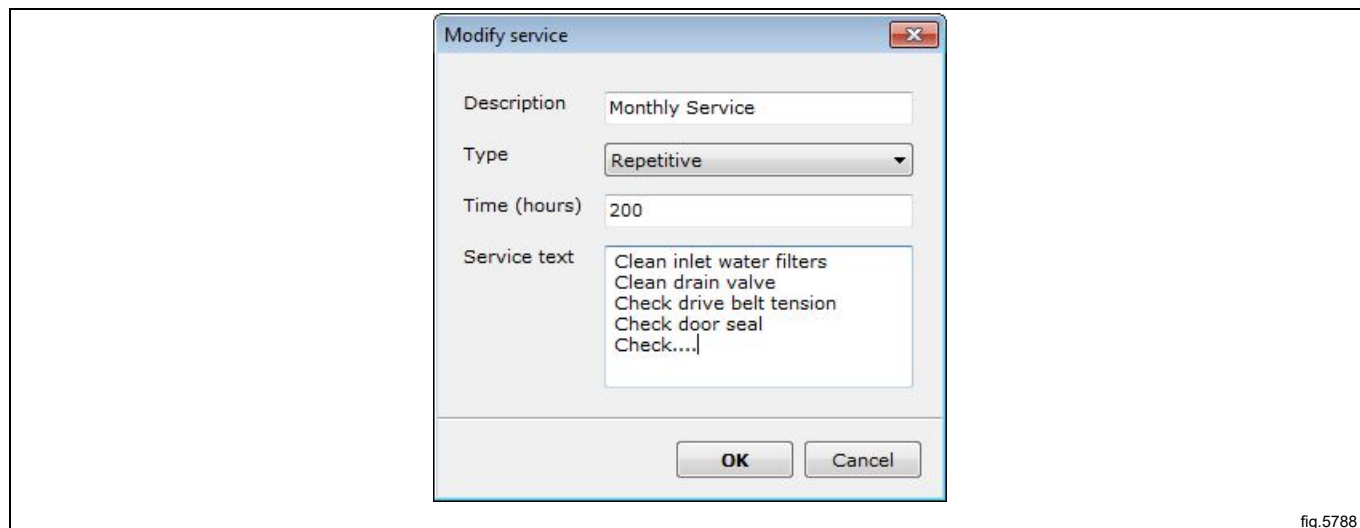 Modify service
Description Monthly Service
Type Repetitive
Time (hours) 200
Service text Clean inlet water filters
Clean drain valve
Check drive belt tension
Check door seal
Check....
OK Cancel
fig.5788